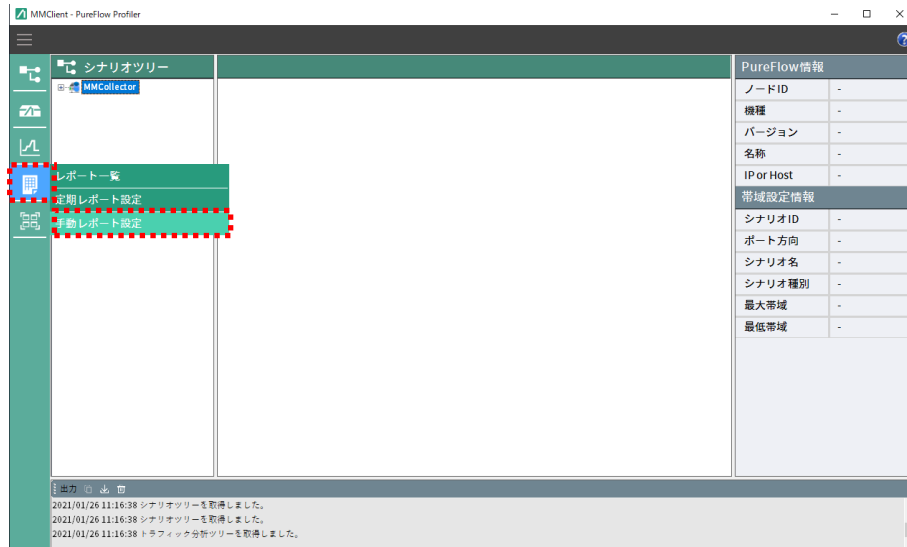 MMClient - PureFlow Profiler
シナリオツリー
MMCollector
レポート一覧
定期レポート設定
手動レポート設定
PureFlow情報
ノードID -
機種 -
バージョン -
名称 -
IP or Host -
帯域設定情報
シナリオID -
ポート方向 -
シナリオ名 -
シナリオ種別 -
最大帯域 -
最低帯域 -
出力
2021/01/26 11:16:38 シナリオツリーを取得しました。
2021/01/26 11:16:38 シナリオツリーを取得しました。
2021/01/26 11:16:38 トラフィック分析ツリーを取得しました。